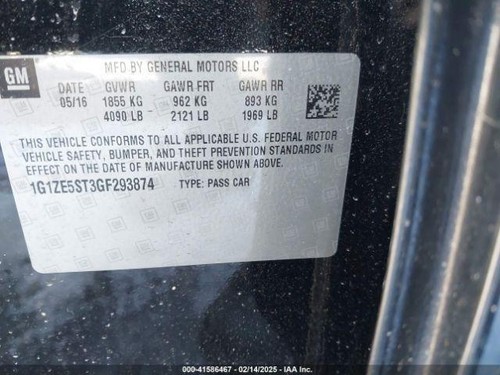 GM
MFD BY GENERAL MOTORS LLC
DATE GVWR GAWR FRT GAWR RR
05/16 1855 KG 962 KG 893 KG
4090 LB 2121 LB 1969 LB
THIS VEHICLE CONFORMS TO ALL APPLICABLE U.S. FEDERAL MOTOR
VEHICLE SAFETY, BUMPER, AND THEFT PREVENTION STANDARDS IN
EFFECT ON THE DATE OF MANUFACTURE SHOWN ABOVE.
1G1ZE5ST3GF293874 TYPE: PASS CAR
000-41586467 - 02/14/2025 - IAA Inc.